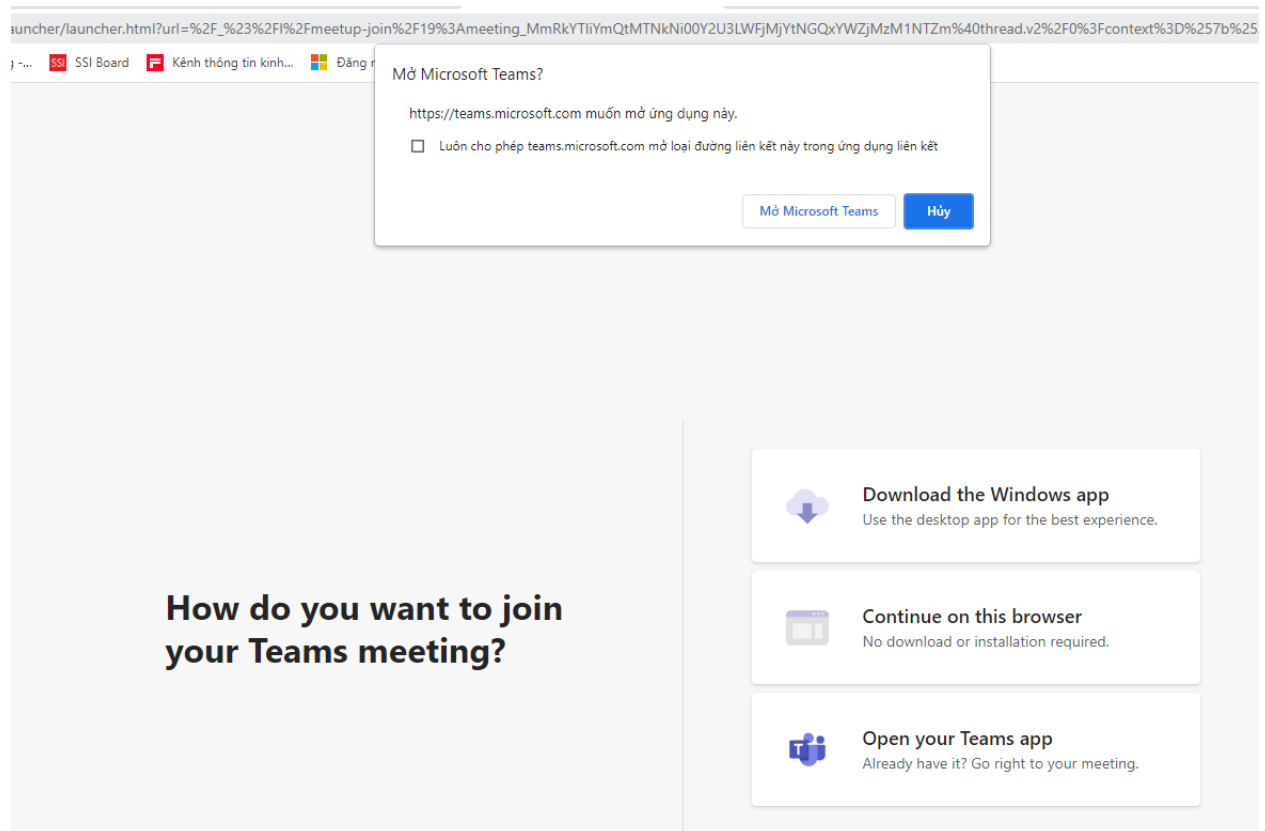 auncher/launcher.html?url=%2F_%23%2Fl%2Fmeetup-join%2F19%3Ameeting_MmRkYTliYmQtMTNkNi00Y2U3LWFjMjYtNGQxYWZjMzM1NTZm%40thread.v2%2F0%3Fcontext%3D%257b%25
g -... SSI SSI Board Kênh thông tin kinh... Đăng
Mở Microsoft Teams?
https://teams.microsoft.com muốn mở ứng dụng này.
Luôn cho phép teams.microsoft.com mở loại đường liên kết này trong ứng dụng liên kết
Mở Microsoft Teams Hủy
Download the Windows app
Use the desktop app for the best experience.
How do you want to join
your Teams meeting?
Continue on this browser
No download or installation required.
Open your Teams app
Already have it? Go right to your meeting.